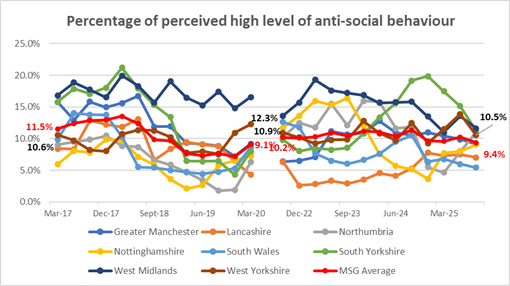 Percentage of perceived high level of anti-social behaviour
25.0%
20.0%
15.0%
10.0%
5.0%
0.0%
11.5%
10.6%
12.3%
9.1%
10.9%
10.2%
10.5%
9.4%
Mar-17 Dec-17 Sept-18 Jun-19 Mar-20 Dec-22 Sep-23 Jun-24 Mar-25
Greater Manchester Lancashire Northumbria
Nottinghamshire South Wales South Yorkshire
West Midlands West Yorkshire MSG Average